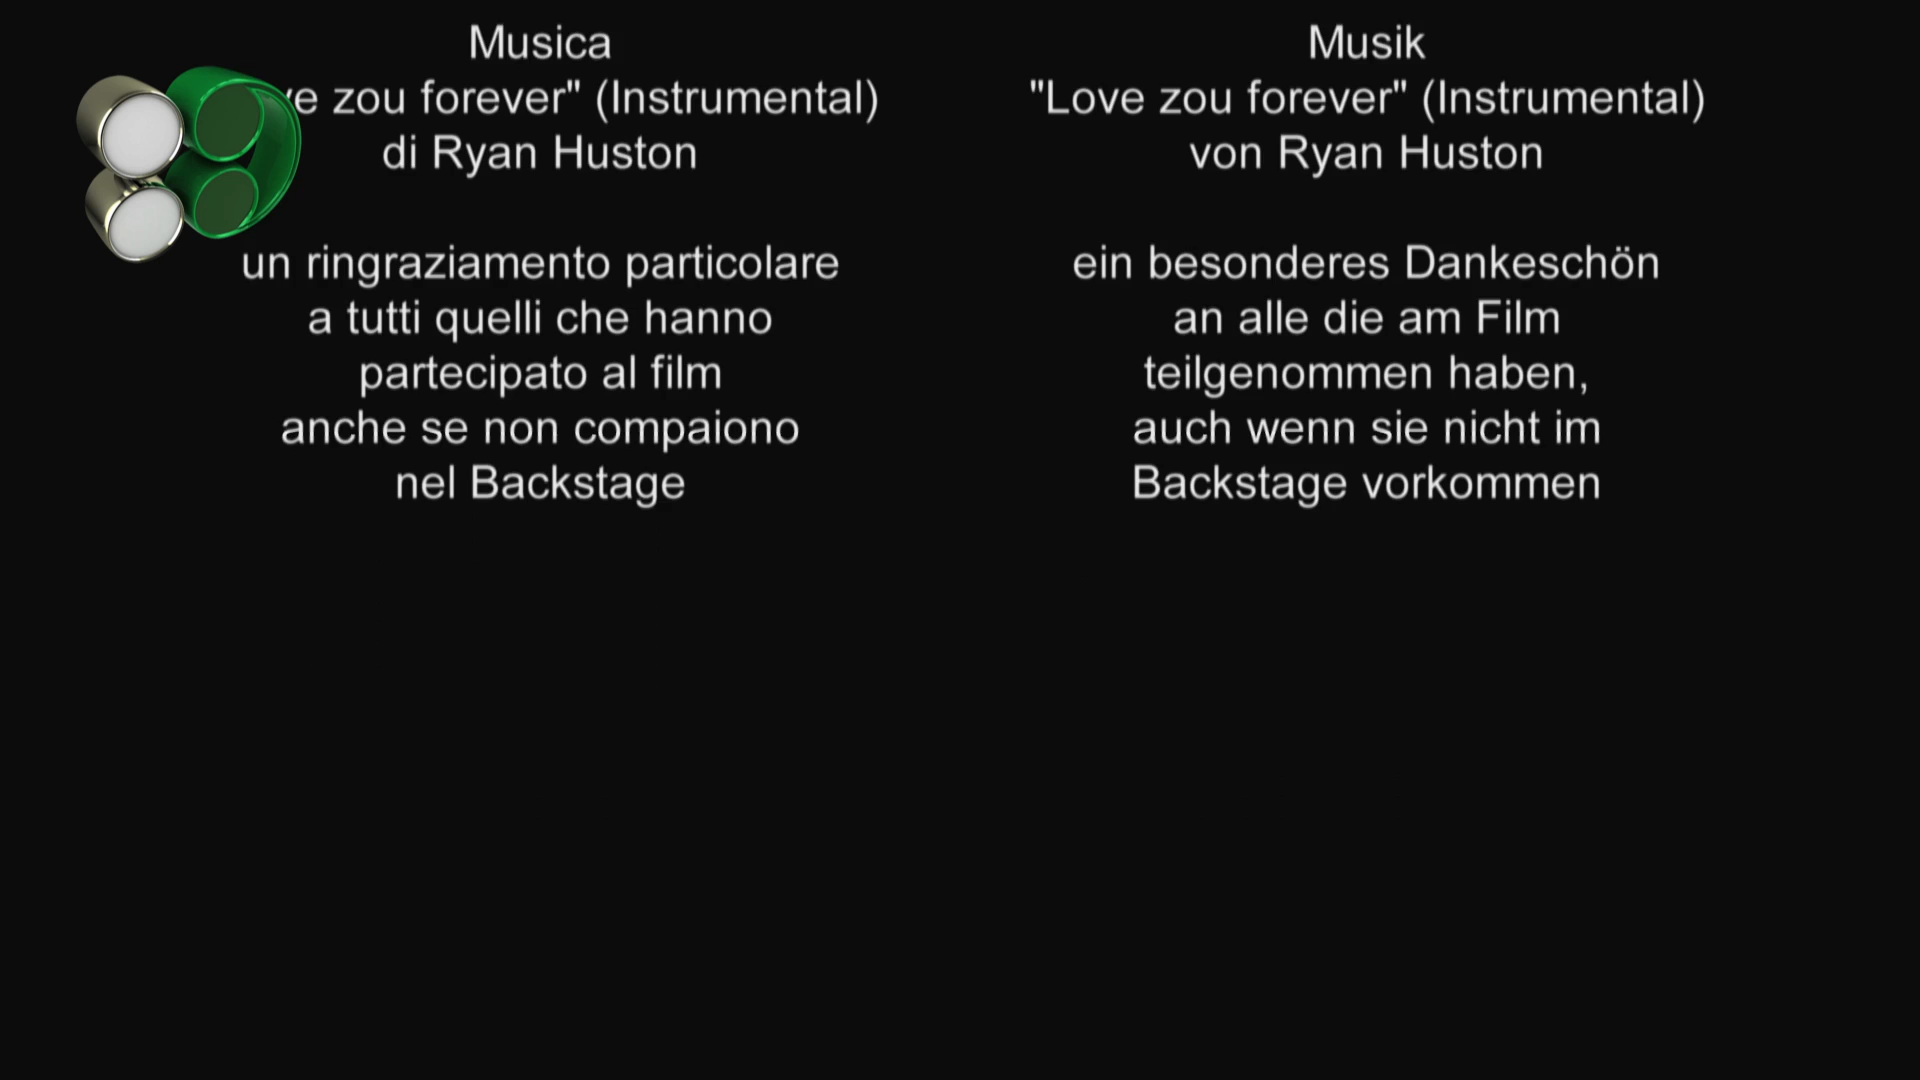 Musica
e zou forever" (Instrumental)
di Ryan Huston
un ringraziamento particolare
a tutti quelli che hanno
partecipato al film
anche se non compaiono
nel Backstage
Musik
"Love zou forever" (Instrumental)
von Ryan Huston
ein besonderes Dankeschön
an alle die am Film
teilgenommen haben,
auch wenn sie nicht im
Backstage vorkommen